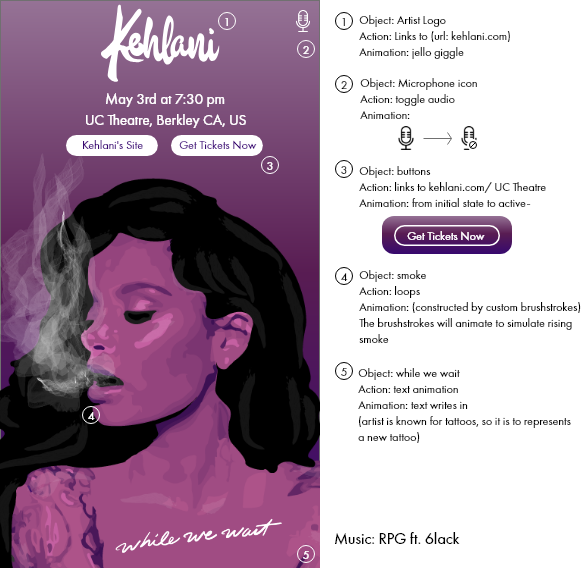 Kehlani
1
2
May 3rd at 7:30 pm
UC Theatre, Berkley CA, US
Kehlani's Site
Get Tickets Now
3
4
while we wait
5
1
Object: Artist Logo
Action: Links to (url: kehlani.com)
Animation: jello giggle
2
Object: Microphone icon
Action: toggle audio
Animation:
3
Object: buttons
Action: links to kehlani.com/ UC Theatre
Animation: from initial state to active-
Get Tickets Now
4
Object: smoke
Action: loops
Animation: (constructed by custom brushstrokes)
The brushstrokes will animate to simulate rising
smoke
5
Object: while we wait
Action: text animation
Animation: text writes in
(artist is known for tattoos, so it is to represents
a new tattoo)
Music: RPG ft. 6lack